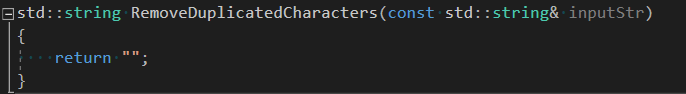 std::string RemoveDuplicatedCharacters(const std::string& inputStr)
{
    return "";
}